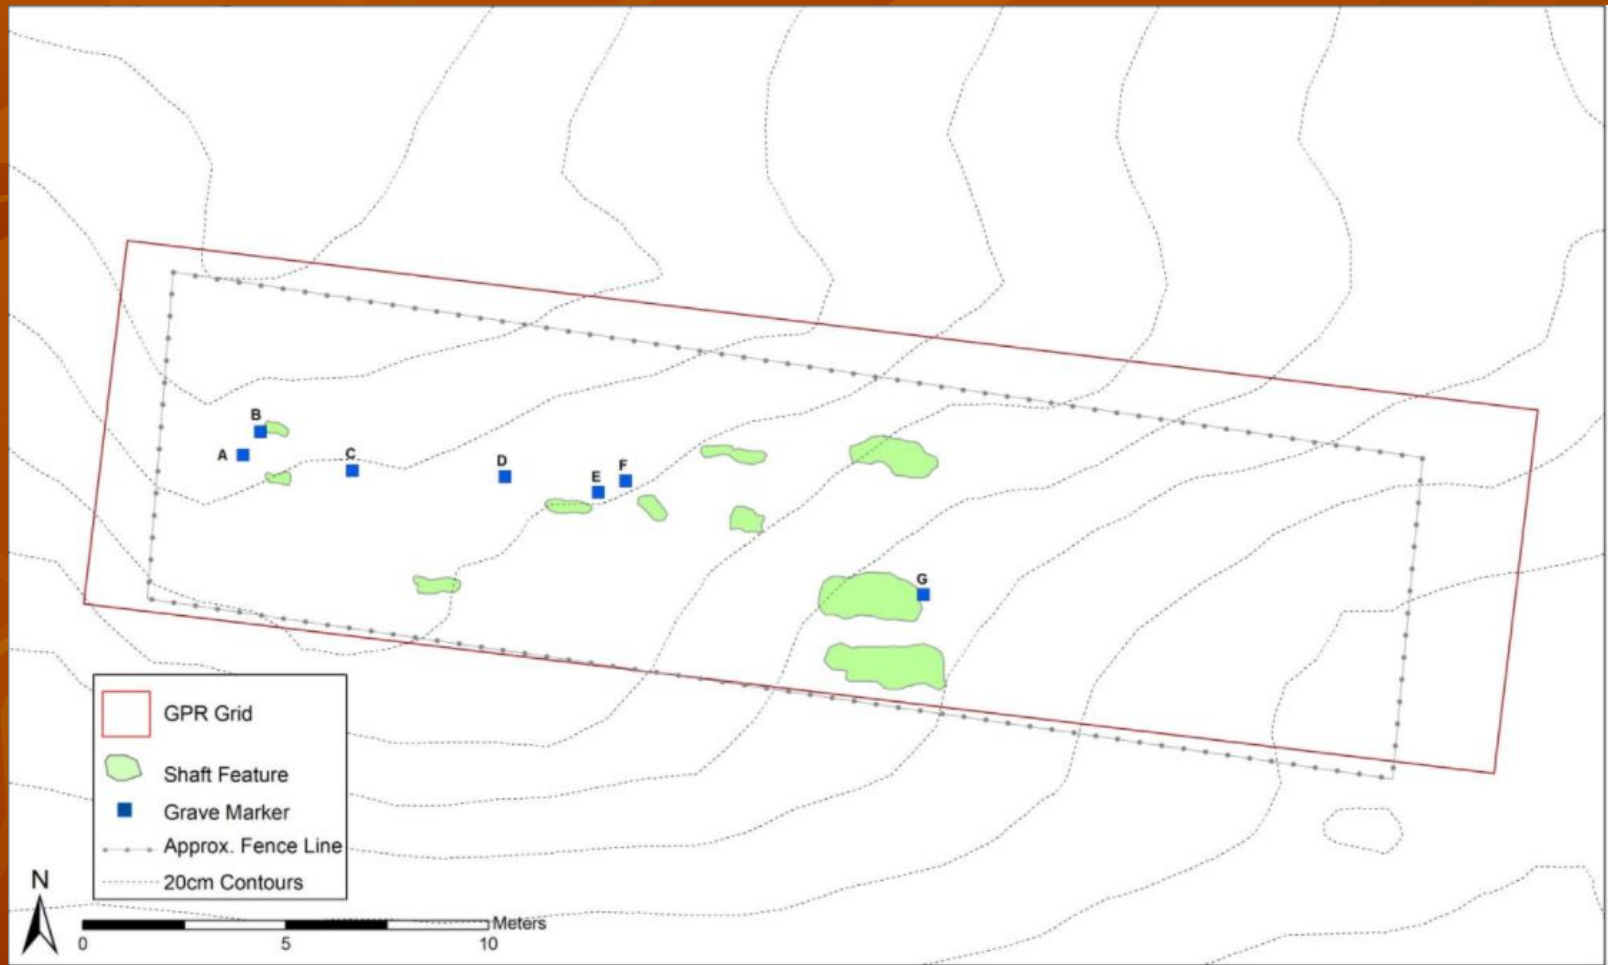 B
A
C
D
E
F
G
GPR Grid
Shaft Feature
Grave Marker
Approx. Fence Line
20cm Contours
N
Meters
0 5 10